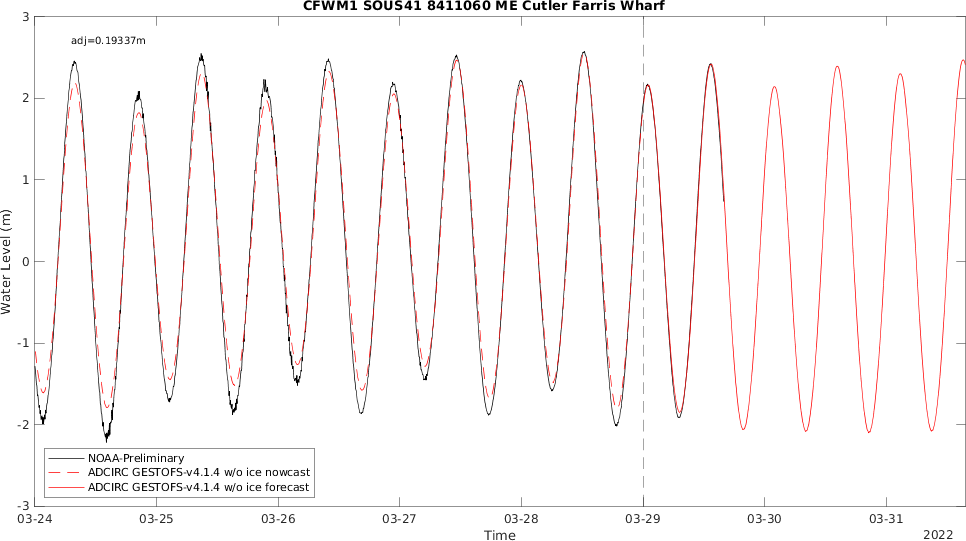 CFWM1 SOUS41 8411060 ME Cutler Farris Wharf
adj=0.19337m
3
2
1
0
-1
-2
-3
Water Level (m)
NOAA-Preliminary
ADCIRC GESTOFS-v4.1.4 w/o ice nowcast
ADCIRC GESTOFS-v4.1.4 w/o ice forecast
03-24 03-25 03-26 03-27 03-28 03-29 03-30 03-31
Time
2022